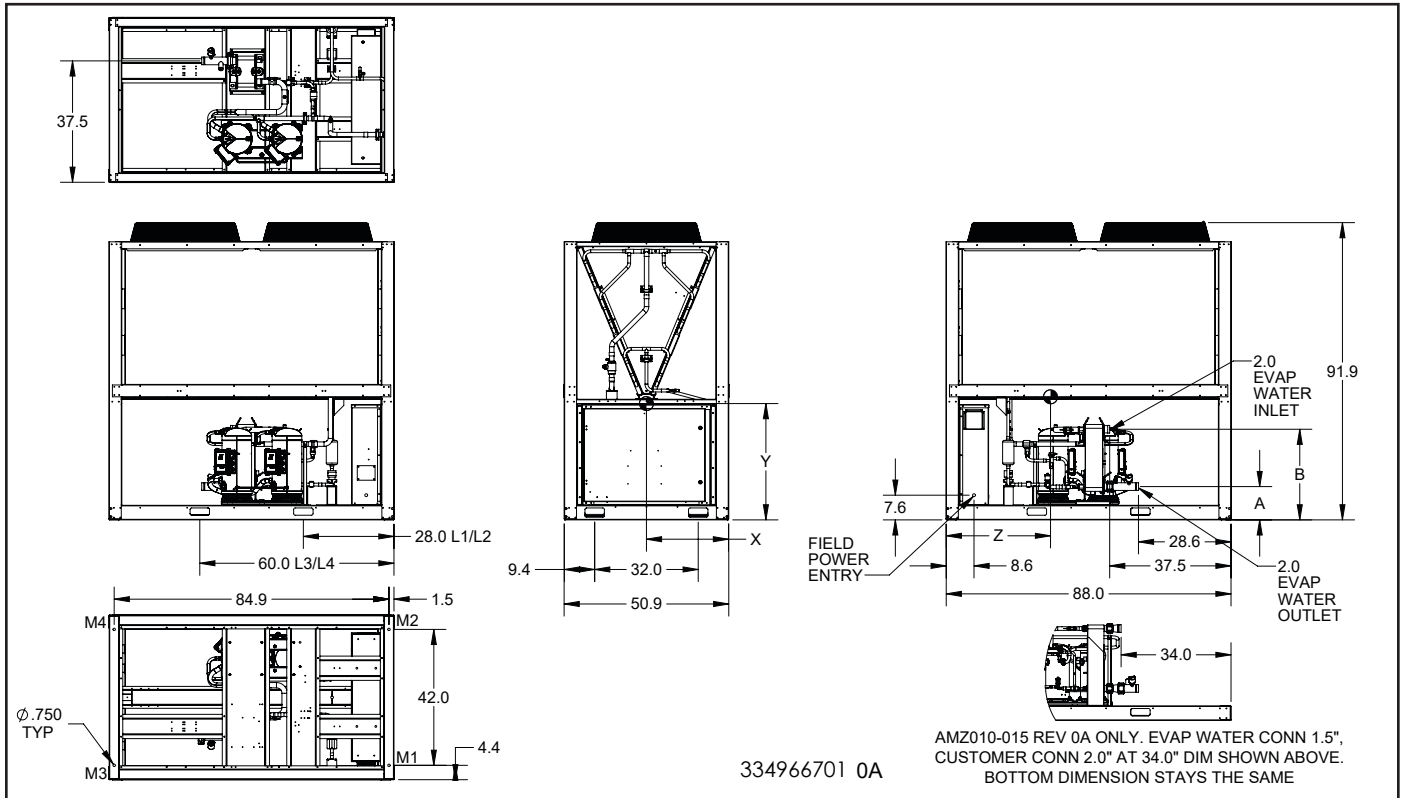 37.5
2.0
EVAP
WATER
INLET
91.9
Y
B
A
7.6
28.0 L1/L2
60.0 L3/L4
X
9.4
32.0
50.9
FIELD
POWER
ENTRY
Z
8.6
28.6
37.5
88.0
2.0
EVAP
WATER
OUTLET
84.9
1.5
M4
M2
42.0
Ø.750
TYP
M3
M1
4.4
34.0
334966701 0A
AMZ010-015 REV 0A ONLY. EVAP WATER CONN 1.5",
CUSTOMER CONN 2.0" AT 34.0" DIM SHOWN ABOVE.
BOTTOM DIMENSION STAYS THE SAME